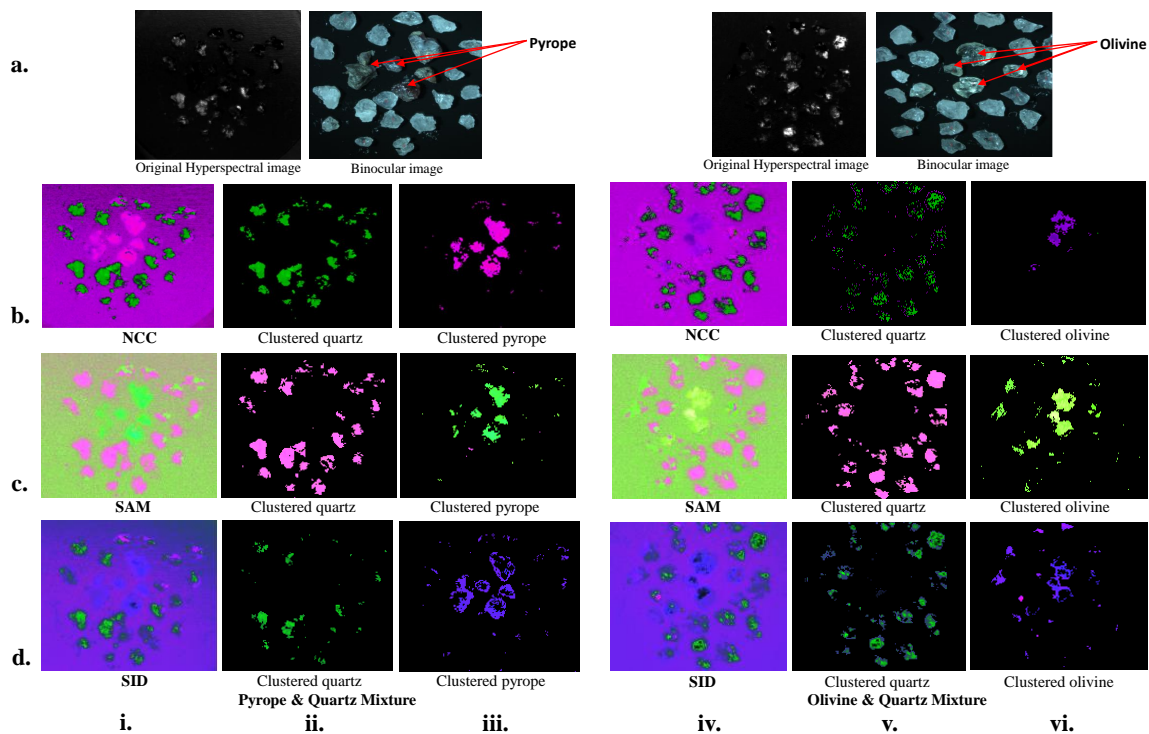 a.
Pyrope
Olivine
Original Hyperspectral image
Binocular image
Original Hyperspectral image
Binocular image
b.
NCC
Clustered quartz
Clustered pyrope
NCC
Clustered quartz
Clustered olivine
c.
SAM
Clustered quartz
Clustered pyrope
SAM
Clustered quartz
Clustered olivine
d.
SID
Clustered quartz
Clustered pyrope
SID
Clustered quartz
Clustered olivine
Pyrope & Quartz Mixture
Olivine & Quartz Mixture
i.
ii.
iii.
iv.
v.
vi.